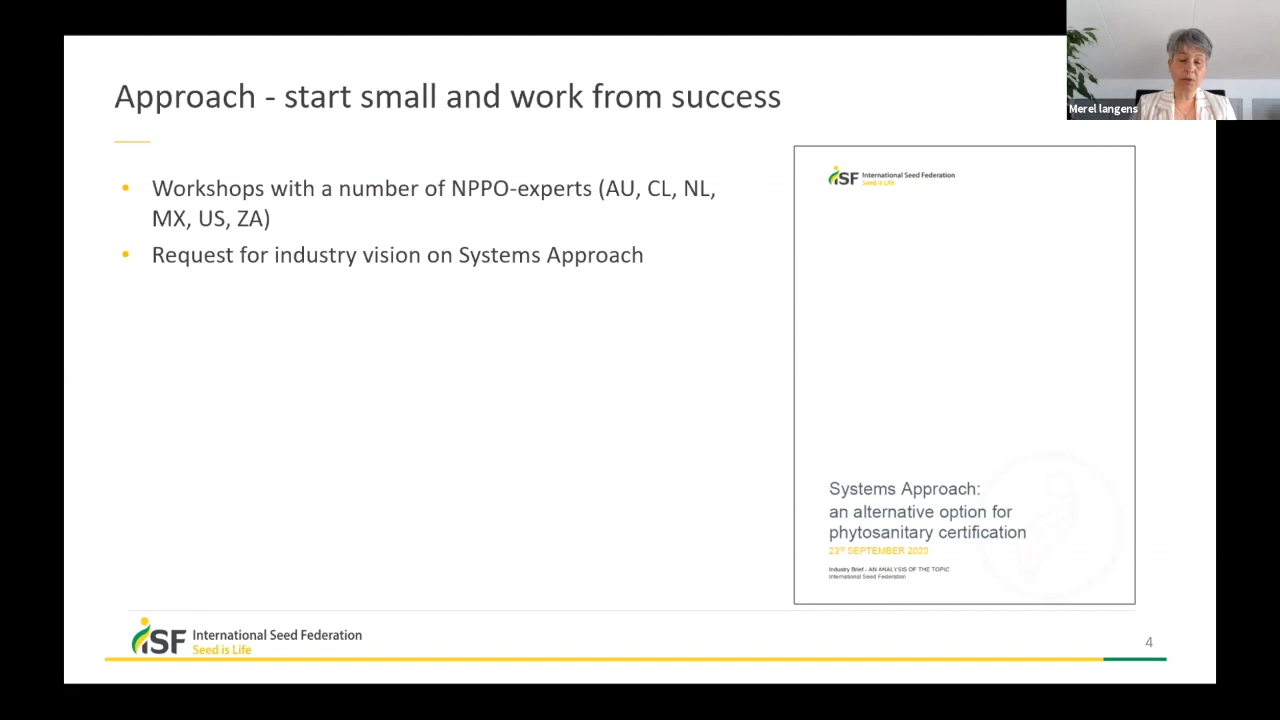 Approach - start small and work from success
Merel langens
• Workshops with a number of NPPO-experts (AU, CL, NL,
MX, US, ZA)
• Request for industry vision on Systems Approach
ISF International Seed Federation
Seed is Life
Systems Approach:
an alternative option for
phytosanitary certification
23rd SEPTEMBER 2020
Industry Brief - AN ANALYSIS OF THE TOPIC
International Seed Federation
ISF International Seed Federation
Seed is Life
4